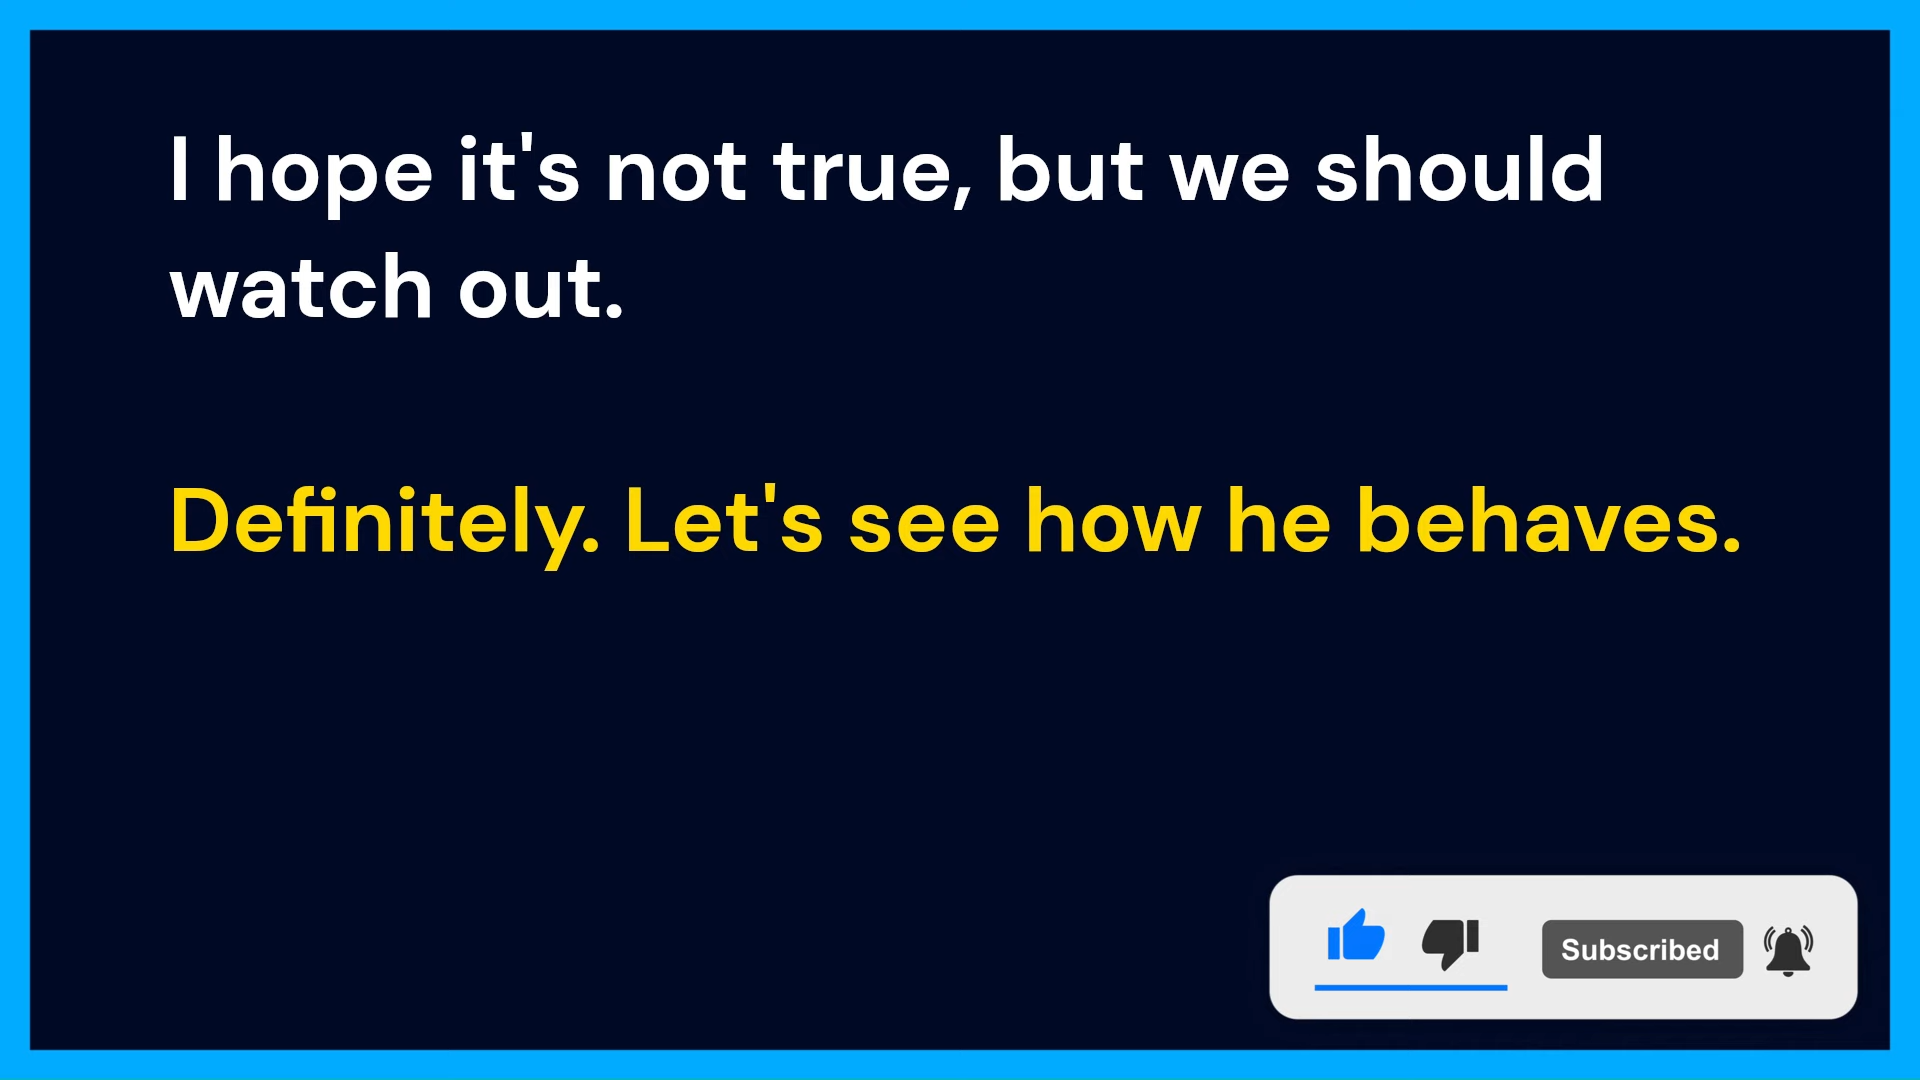 I hope it's not true, but we should
watch out.
Definitely. Let's see how he behaves.
Subscribed